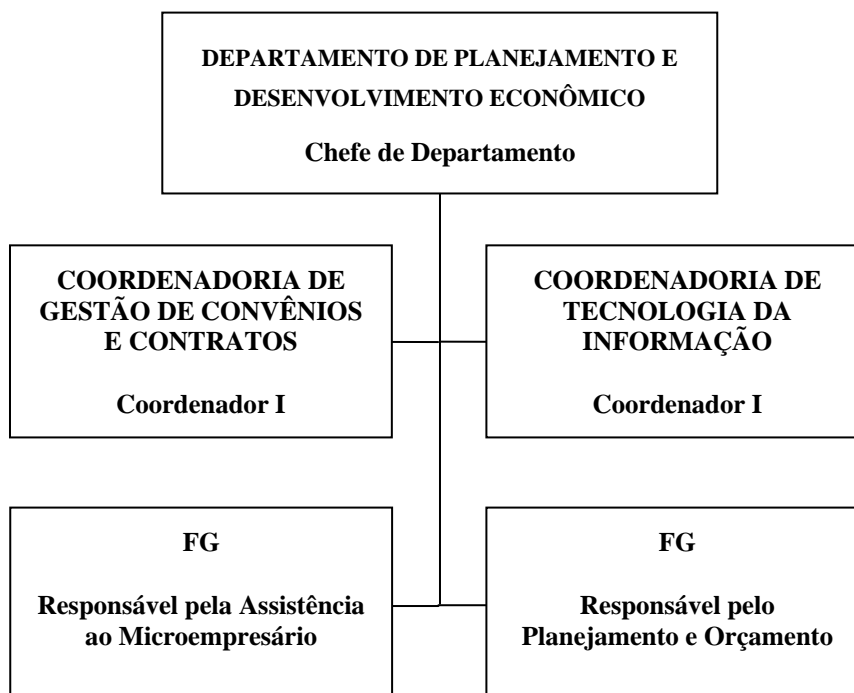 DEPARTAMENTO DE PLANEJAMENTO E
DESENVOLVIMENTO ECONÔMICO
Chefe de Departamento
COORDENADORIA DE
GESTÃO DE CONVÊNIOS
E CONTRATOS
Coordenador I
COORDENADORIA DE
TECNOLOGIA DA
INFORMAÇÃO
Coordenador I
FG
Responsável pela Assistência
ao Microempresário
FG
Responsável pelo
Planejamento e Orçamento